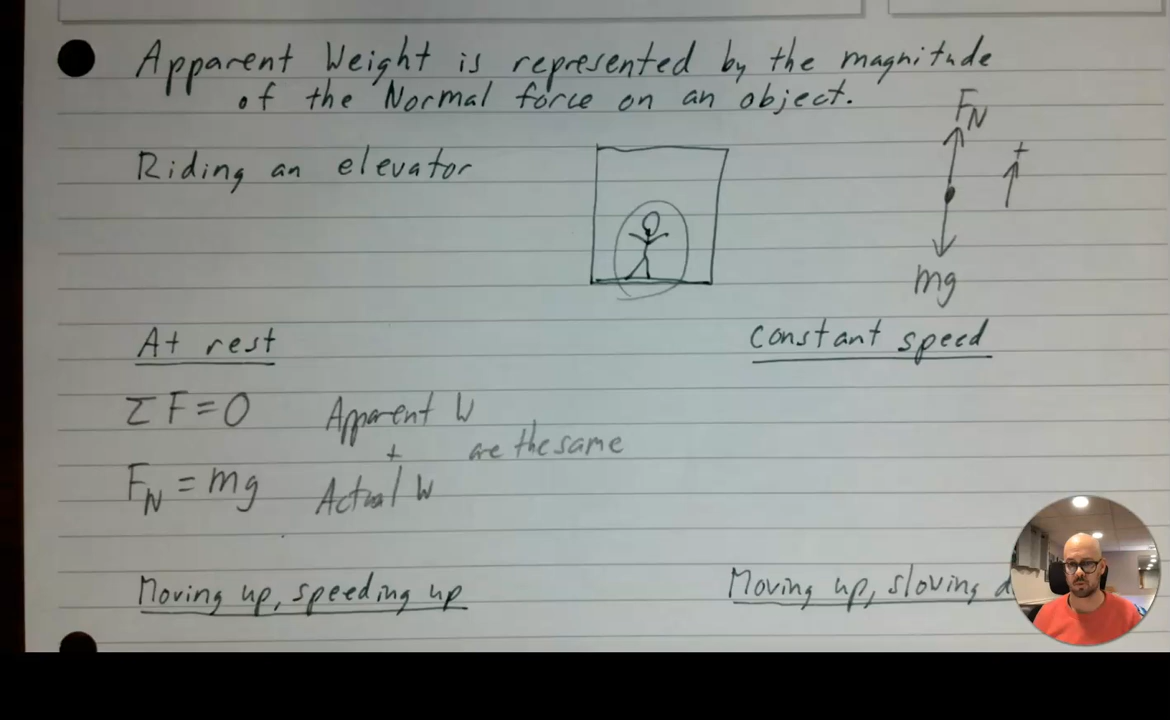 Apparent Weight is represented by the magnitude
of the Normal force on an object.
F_N
Riding an elevator
+
mg
At rest
constant speed
ΣF=0
Apparent W
+
are the same
F_N = mg
Actual W
Moving up, speeding up
Moving up, sloving